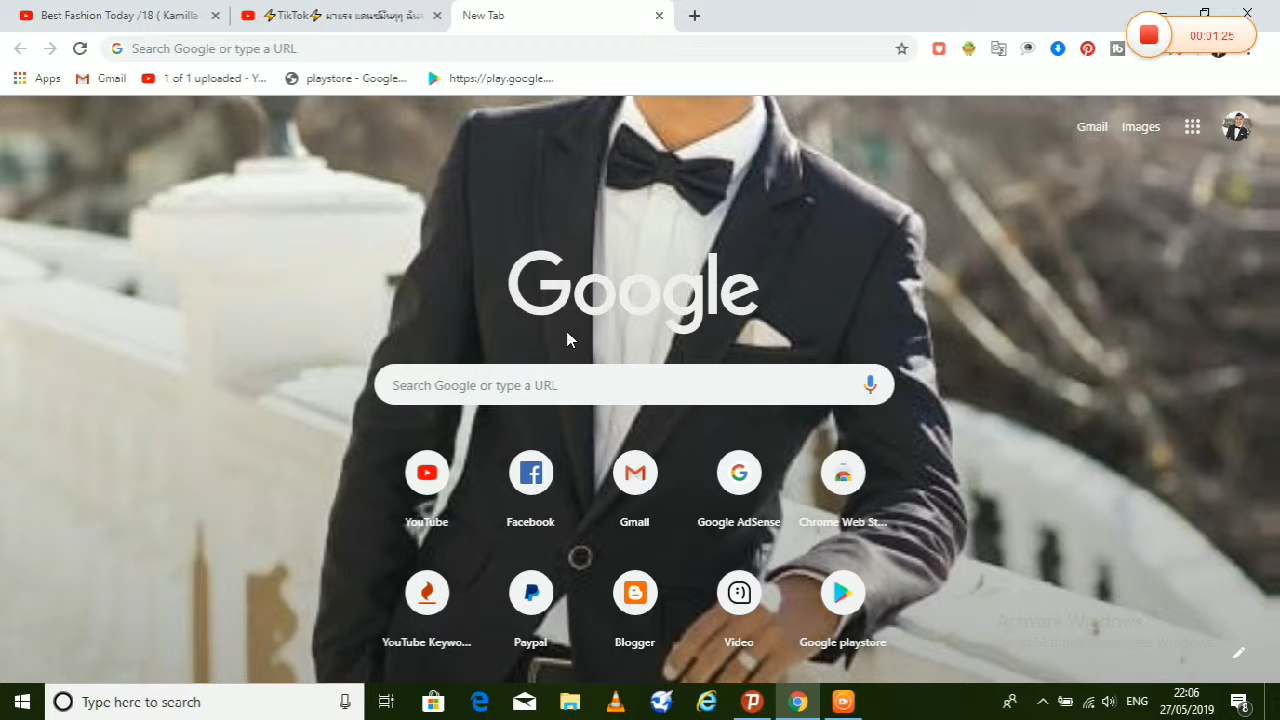 Best Fashion Today /18 ( Kamilla
⚡TikTok⚡ มาแรง แดนซ์มันๆๆ
New Tab
00:01:25
Search Google or type a URL
Apps
Gmail
1 of 1 uploaded - Y...
playstore - Google...
https://play.google....
Gmail
Images
Google
Search Google or type a URL
YouTube
Facebook
Gmail
Google AdSense
Chrome Web St...
YouTube Keywo...
Paypal
Blogger
Video
Google playstore
Activate Windows
Type here to search
ENG
22:06
27/05/2019
8